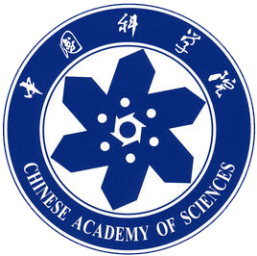 中国科学院
CHINESE ACADEMY OF SCIENCES